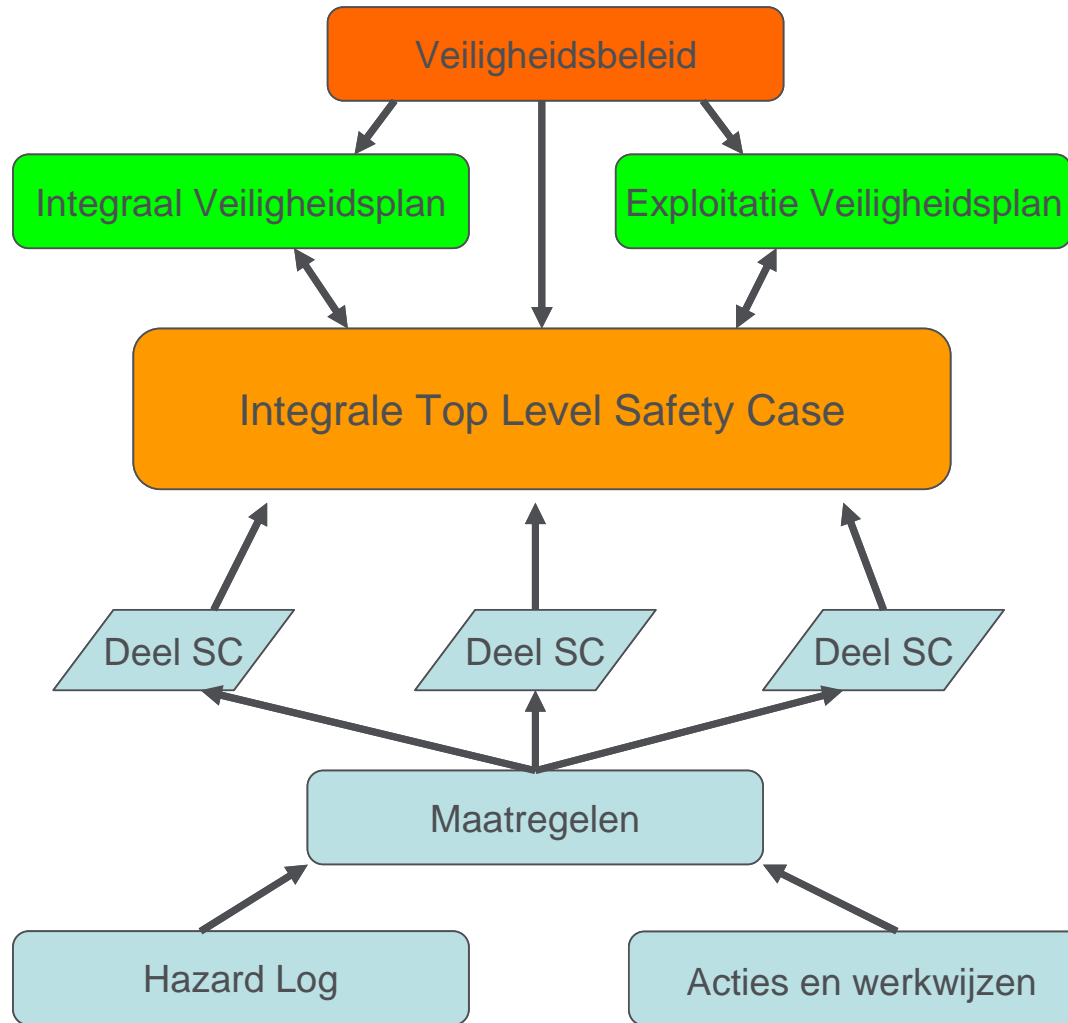 Veiligheidsbeleid
Integraal Veiligheidsplan
Exploitatie Veiligheidsplan
Integrale Top Level Safety Case
Deel SC
Deel SC
Deel SC
Maatregelen
Hazard Log
Acties en werkwijzen